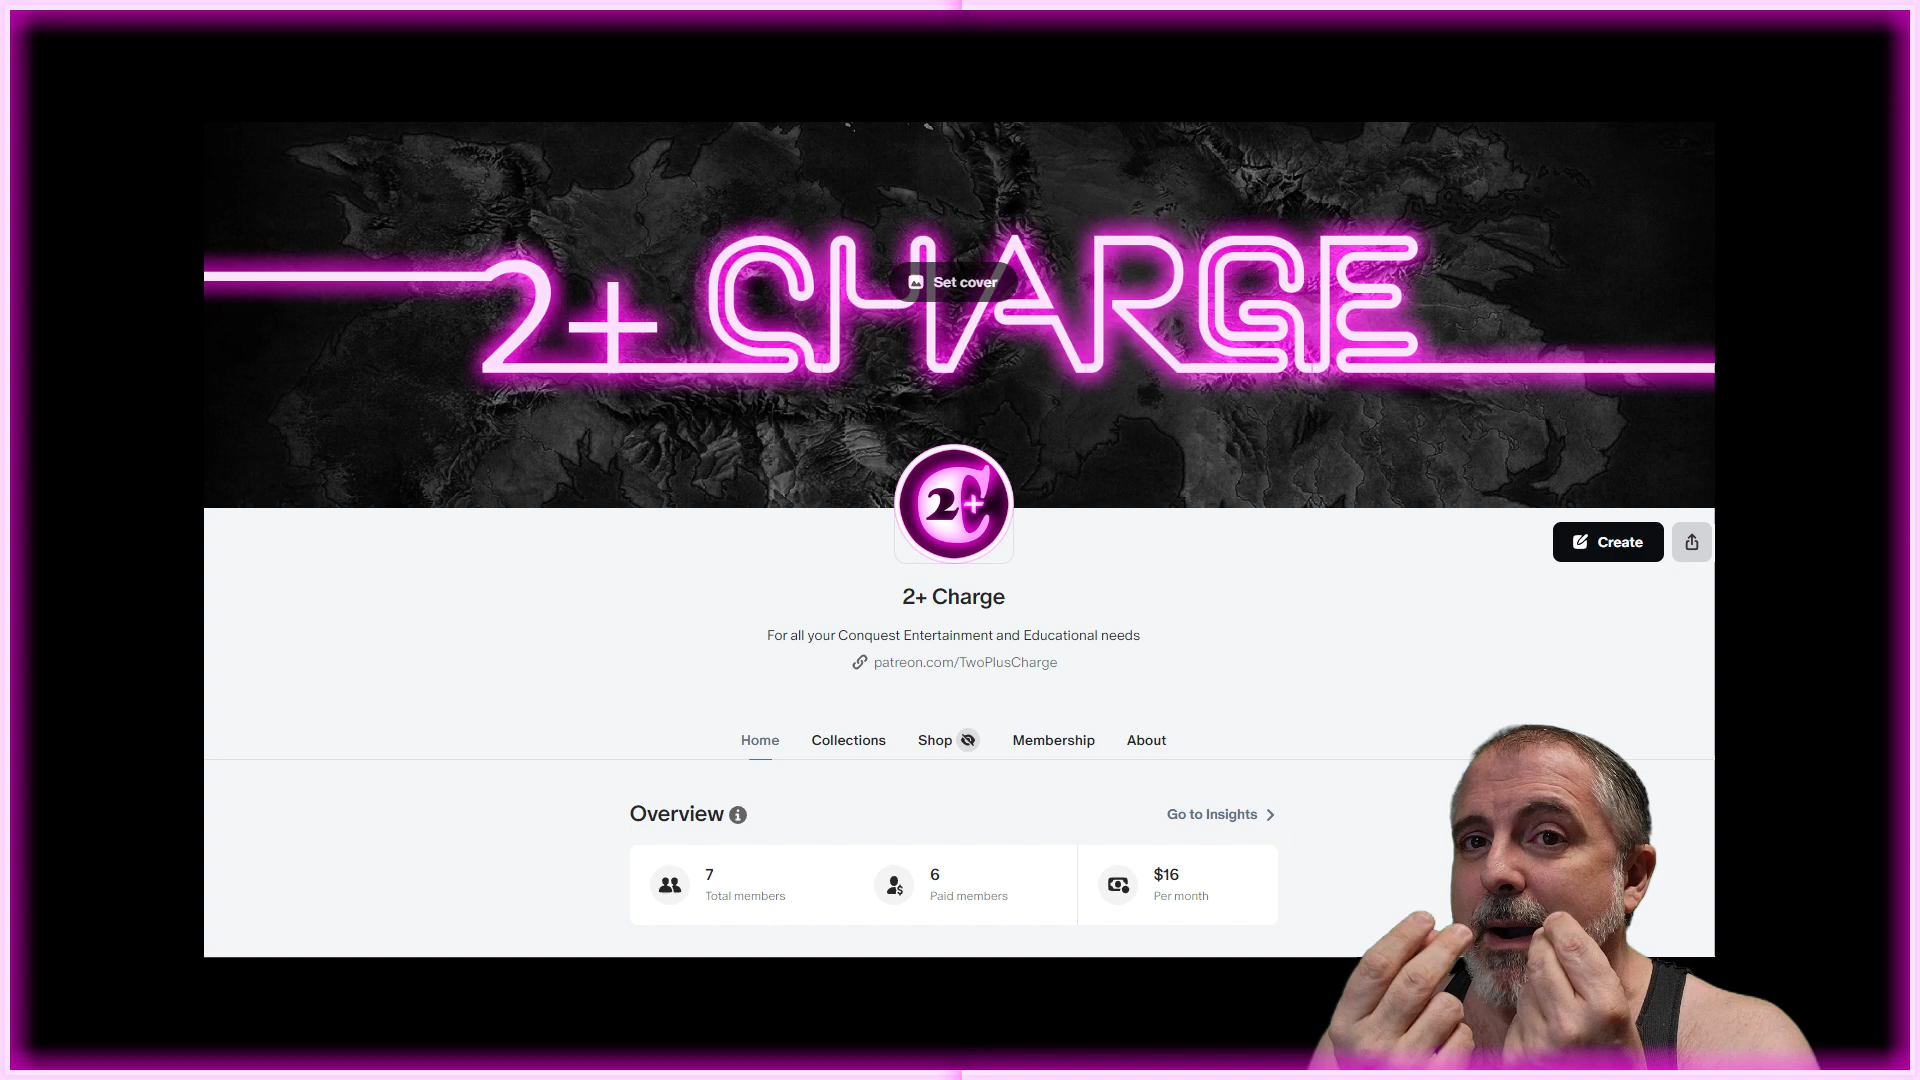 2+ CHARGE
Set cover
2+C
Create
2+ Charge
For all your Conquest Entertainment and Educational needs
patreon.com/TwoPlusCharge
Home Collections Shop Membership About
Overview
Go to Insights
7
Total members
6
Paid members
$16
Per month